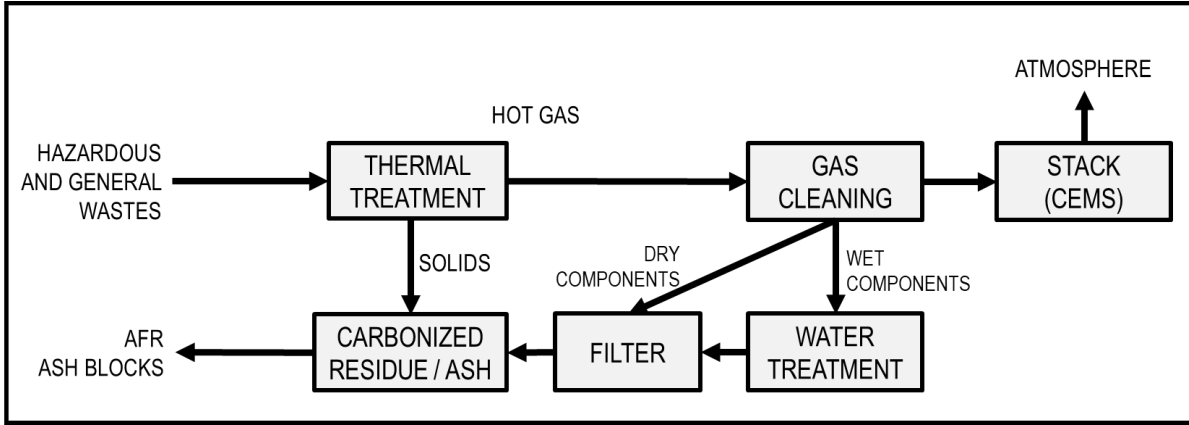 ATMOSPHERE
HOT GAS
HAZARDOUS
AND GENERAL
WASTES
THERMAL
TREATMENT
GAS
CLEANING
STACK
(CEMS)
SOLIDS
DRY
COMPONENTS
WET
COMPONENTS
AFR
ASH BLOCKS
CARBONIZED
RESIDUE / ASH
FILTER
WATER
TREATMENT